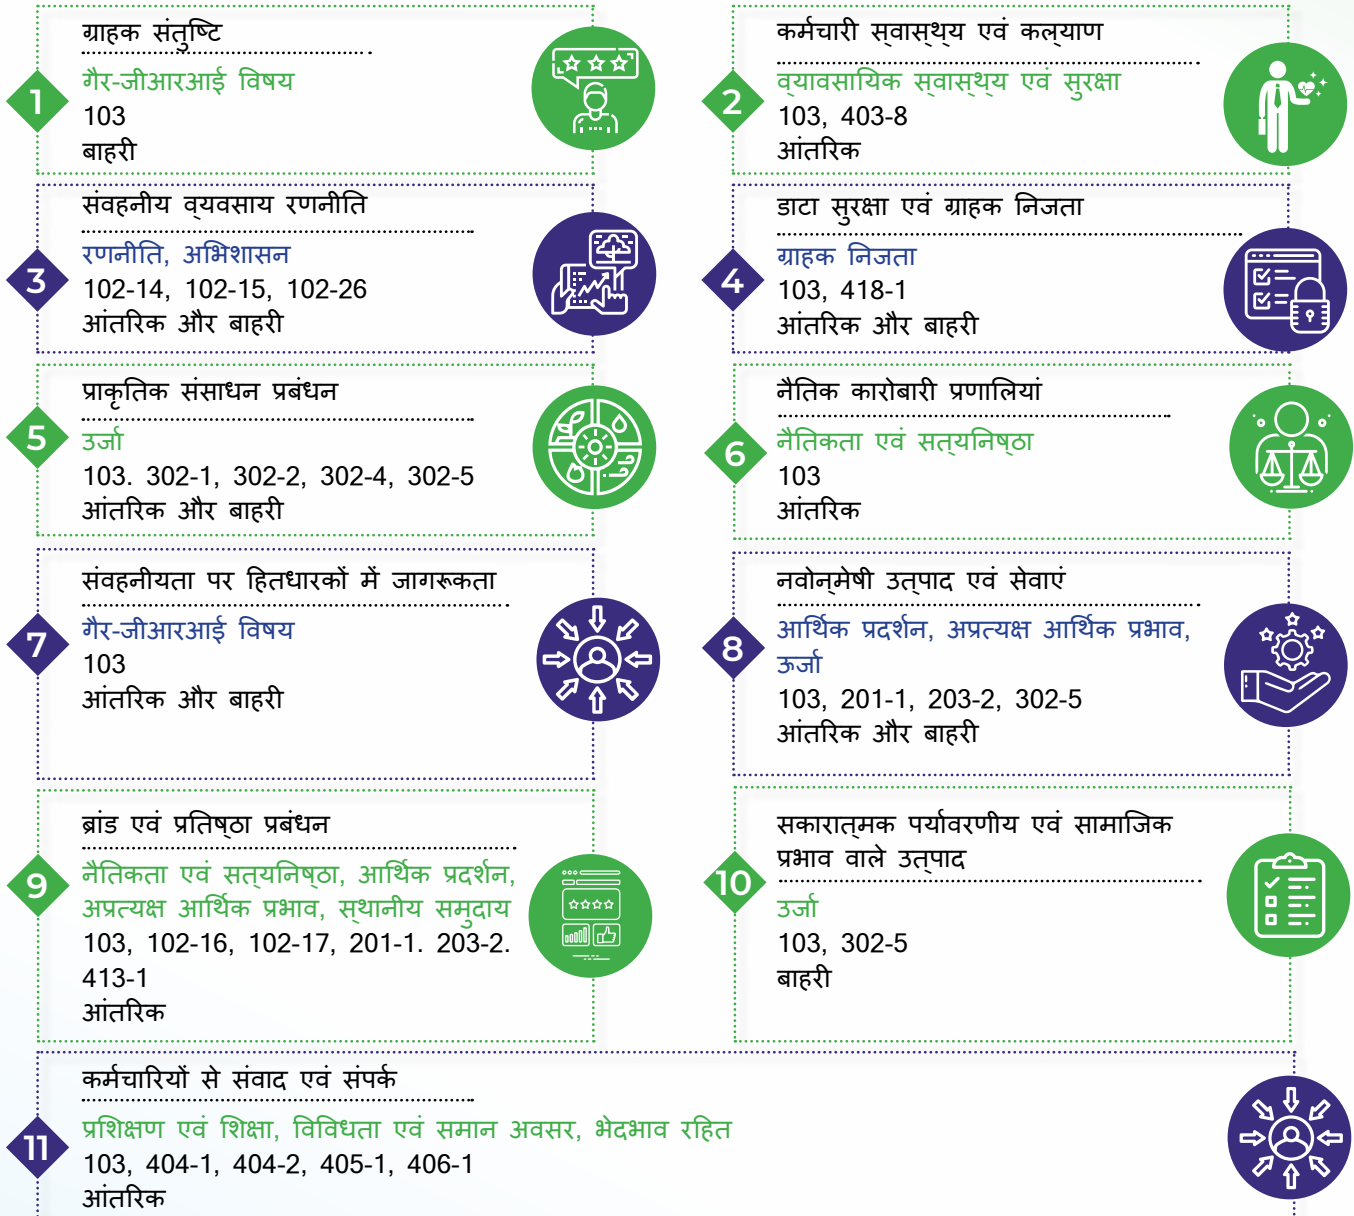 ग्राहक संतुष्टि
1
गैर-जीआरआई विषय
103
बाहरी
कर्मचारी स्वास्थ्य एवं कल्याण
2
व्यावसायिक स्वास्थ्य एवं सुरक्षा
103, 403-8
आंतरिक
संवहनीय व्यवसाय रणनीति
3
रणनीति, अभिशासन
102-14, 102-15, 102-26
आंतरिक और बाहरी
डाटा सुरक्षा एवं ग्राहक निजता
4
ग्राहक निजता
103, 418-1
आंतरिक और बाहरी
प्राकृतिक संसाधन प्रबंधन
5
उर्जा
103. 302-1, 302-2, 302-4, 302-5
आंतरिक और बाहरी
नैतिक कारोबारी प्रणालियां
6
नैतिकता एवं सत्यनिष्ठा
103
आंतरिक
संवहनीयता पर हितधारकों में जागरूकता
7
गैर-जीआरआई विषय
103
आंतरिक और बाहरी
नवोन्मेषी उत्पाद एवं सेवाएं
8
आर्थिक प्रदर्शन, अप्रत्यक्ष आर्थिक प्रभाव,
ऊर्जा
103, 201-1, 203-2, 302-5
आंतरिक और बाहरी
ब्रांड एवं प्रतिष्ठा प्रबंधन
9
नैतिकता एवं सत्यनिष्ठा, आर्थिक प्रदर्शन,
अप्रत्यक्ष आर्थिक प्रभाव, स्थानीय समुदाय
103, 102-16, 102-17, 201-1. 203-2.
413-1
आंतरिक
सकारात्मक पर्यावरणीय एवं सामाजिक
प्रभाव वाले उत्पाद
10
उर्जा
103, 302-5
बाहरी
कर्मचारियों से संवाद एवं संपर्क
11
प्रशिक्षण एवं शिक्षा, विविधता एवं समान अवसर, भेदभाव रहित
103, 404-1, 404-2, 405-1, 406-1
आंतरिक